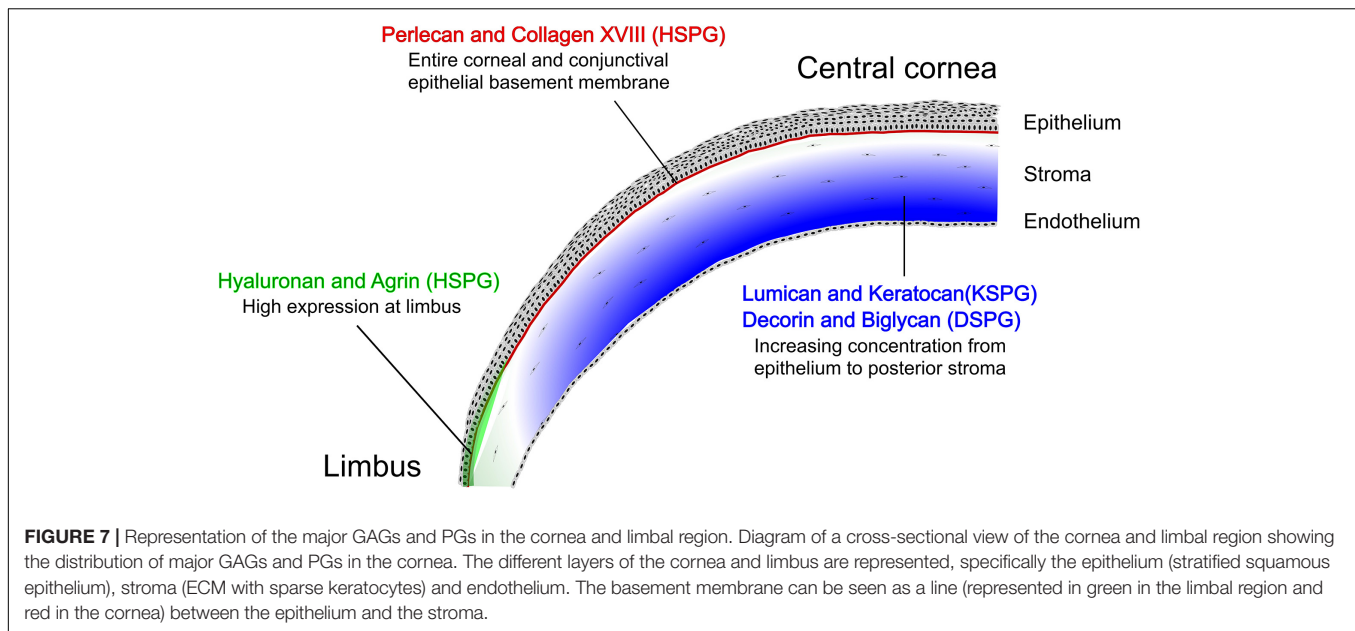 Perlecan and Collagen XVIII (HSPG)
Entire corneal and conjunctival
epithelial basement membrane
Central cornea
Epithelium
Stroma
Endothelium
Hyaluronan and Agrin (HSPG)
High expression at limbus
Lumican and Keratocan(KSPG)
Decorin and Biglycan (DSPG)
Increasing concentration from
epithelium to posterior stroma
Limbus
FIGURE 7 | Representation of the major GAGs and PGs in the cornea and limbal region. Diagram of a cross-sectional view of the cornea and limbal region showing
the distribution of major GAGs and PGs in the cornea. The different layers of the cornea and limbus are represented, specifically the epithelium (stratified squamous
epithelium), stroma (ECM with sparse keratocytes) and endothelium. The basement membrane can be seen as a line (represented in green in the limbal region and
red in the cornea) between the epithelium and the stroma.